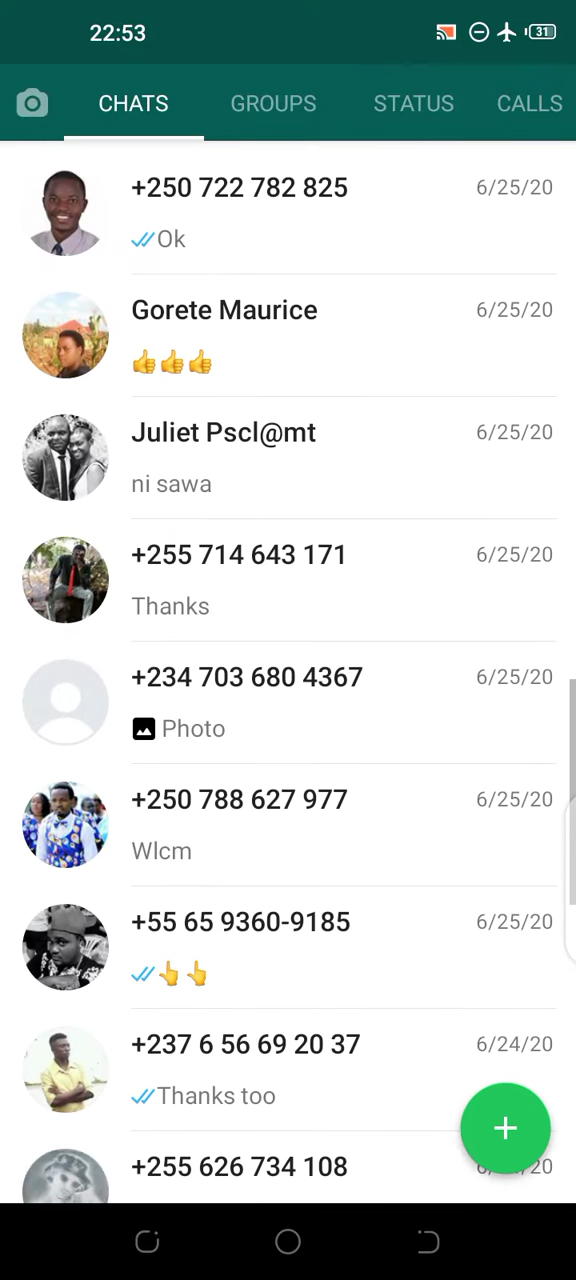 22:53
31
CHATS GROUPS STATUS CALLS
+250 722 782 825 6/25/20
Ok
Gorete Maurice 6/25/20
👍👍👍
Juliet Pscl@mt 6/25/20
ni sawa
+255 714 643 171 6/25/20
Thanks
+234 703 680 4367 6/25/20
Photo
+250 788 627 977 6/25/20
Wlcm
+55 65 9360-9185 6/25/20
👆👆
+237 6 56 69 20 37 6/24/20
Thanks too
+255 626 734 108